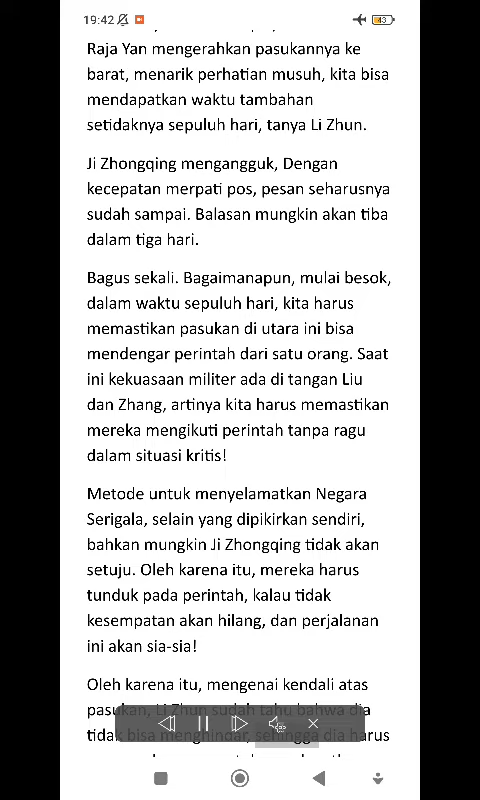 19:42
43
Raja Yan mengerahkan pasukannya ke
barat, menarik perhatian musuh, kita bisa
mendapatkan waktu tambahan
setidaknya sepuluh hari, tanya Li Zhun.
Ji Zhongqing mengangguk, Dengan
kecepatan merpati pos, pesan seharusnya
sudah sampai. Balasan mungkin akan tiba
dalam tiga hari.
Bagus sekali. Bagaimanapun, mulai besok,
dalam waktu sepuluh hari, kita harus
memastikan pasukan di utara ini bisa
mendengar perintah dari satu orang. Saat
ini kekuasaan militer ada di tangan Liu
dan Zhang, artinya kita harus memastikan
mereka mengikuti perintah tanpa ragu
dalam situasi kritis!
Metode untuk menyelamatkan Negara
Serigala, selain yang dipikirkan sendiri,
bahkan mungkin Ji Zhongqing tidak akan
setuju. Oleh karena itu, mereka harus
tunduk pada perintah, kalau tidak
kesempatan akan hilang, dan perjalanan
ini akan sia-sia!
Oleh karena itu, mengenai kendali atas
pasukan, Li Zhun sudah tahu bahwa dia
tidak bisa menghindar, sehingga dia harus